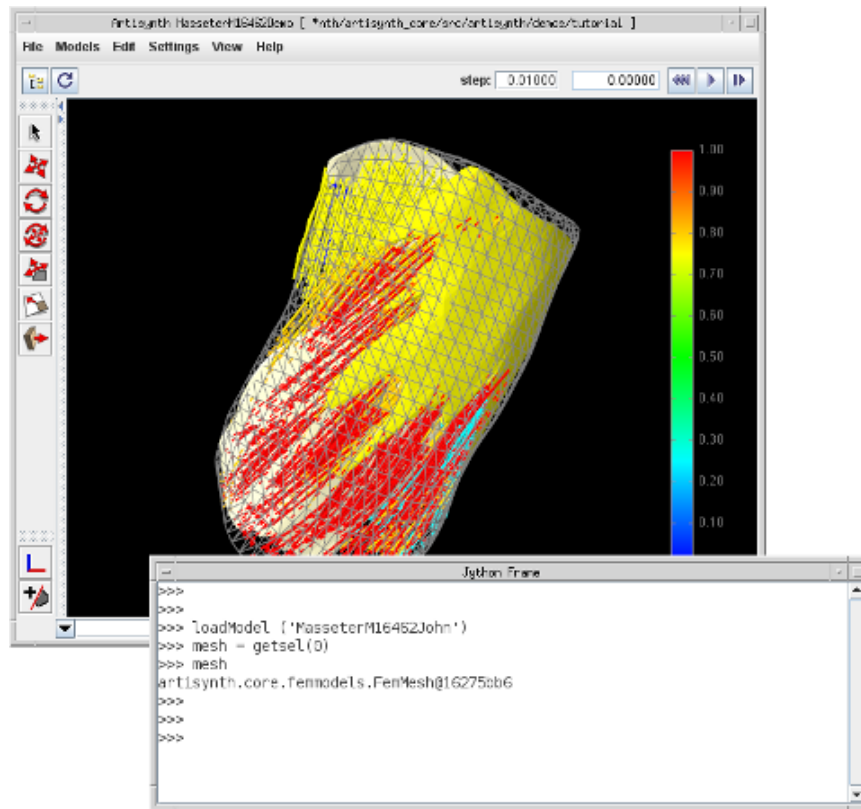 Artisynth MasseterM16462Demo [ *nth/artisynth_core/src/artisynth/demos/tutorial ]
File Models Edit Settings View Help
step: 0.01000 0.00000
1.00
0.90
0.80
0.70
0.60
0.50
0.40
0.30
0.20
0.10
Jython Frame
>>>
>>>
>>> loadModel ('MasseterM16462John')
>>> mesh = getsel(0)
>>> mesh
artisynth.core.femmodels.FemMesh@16275bb6
>>>
>>>
>>>